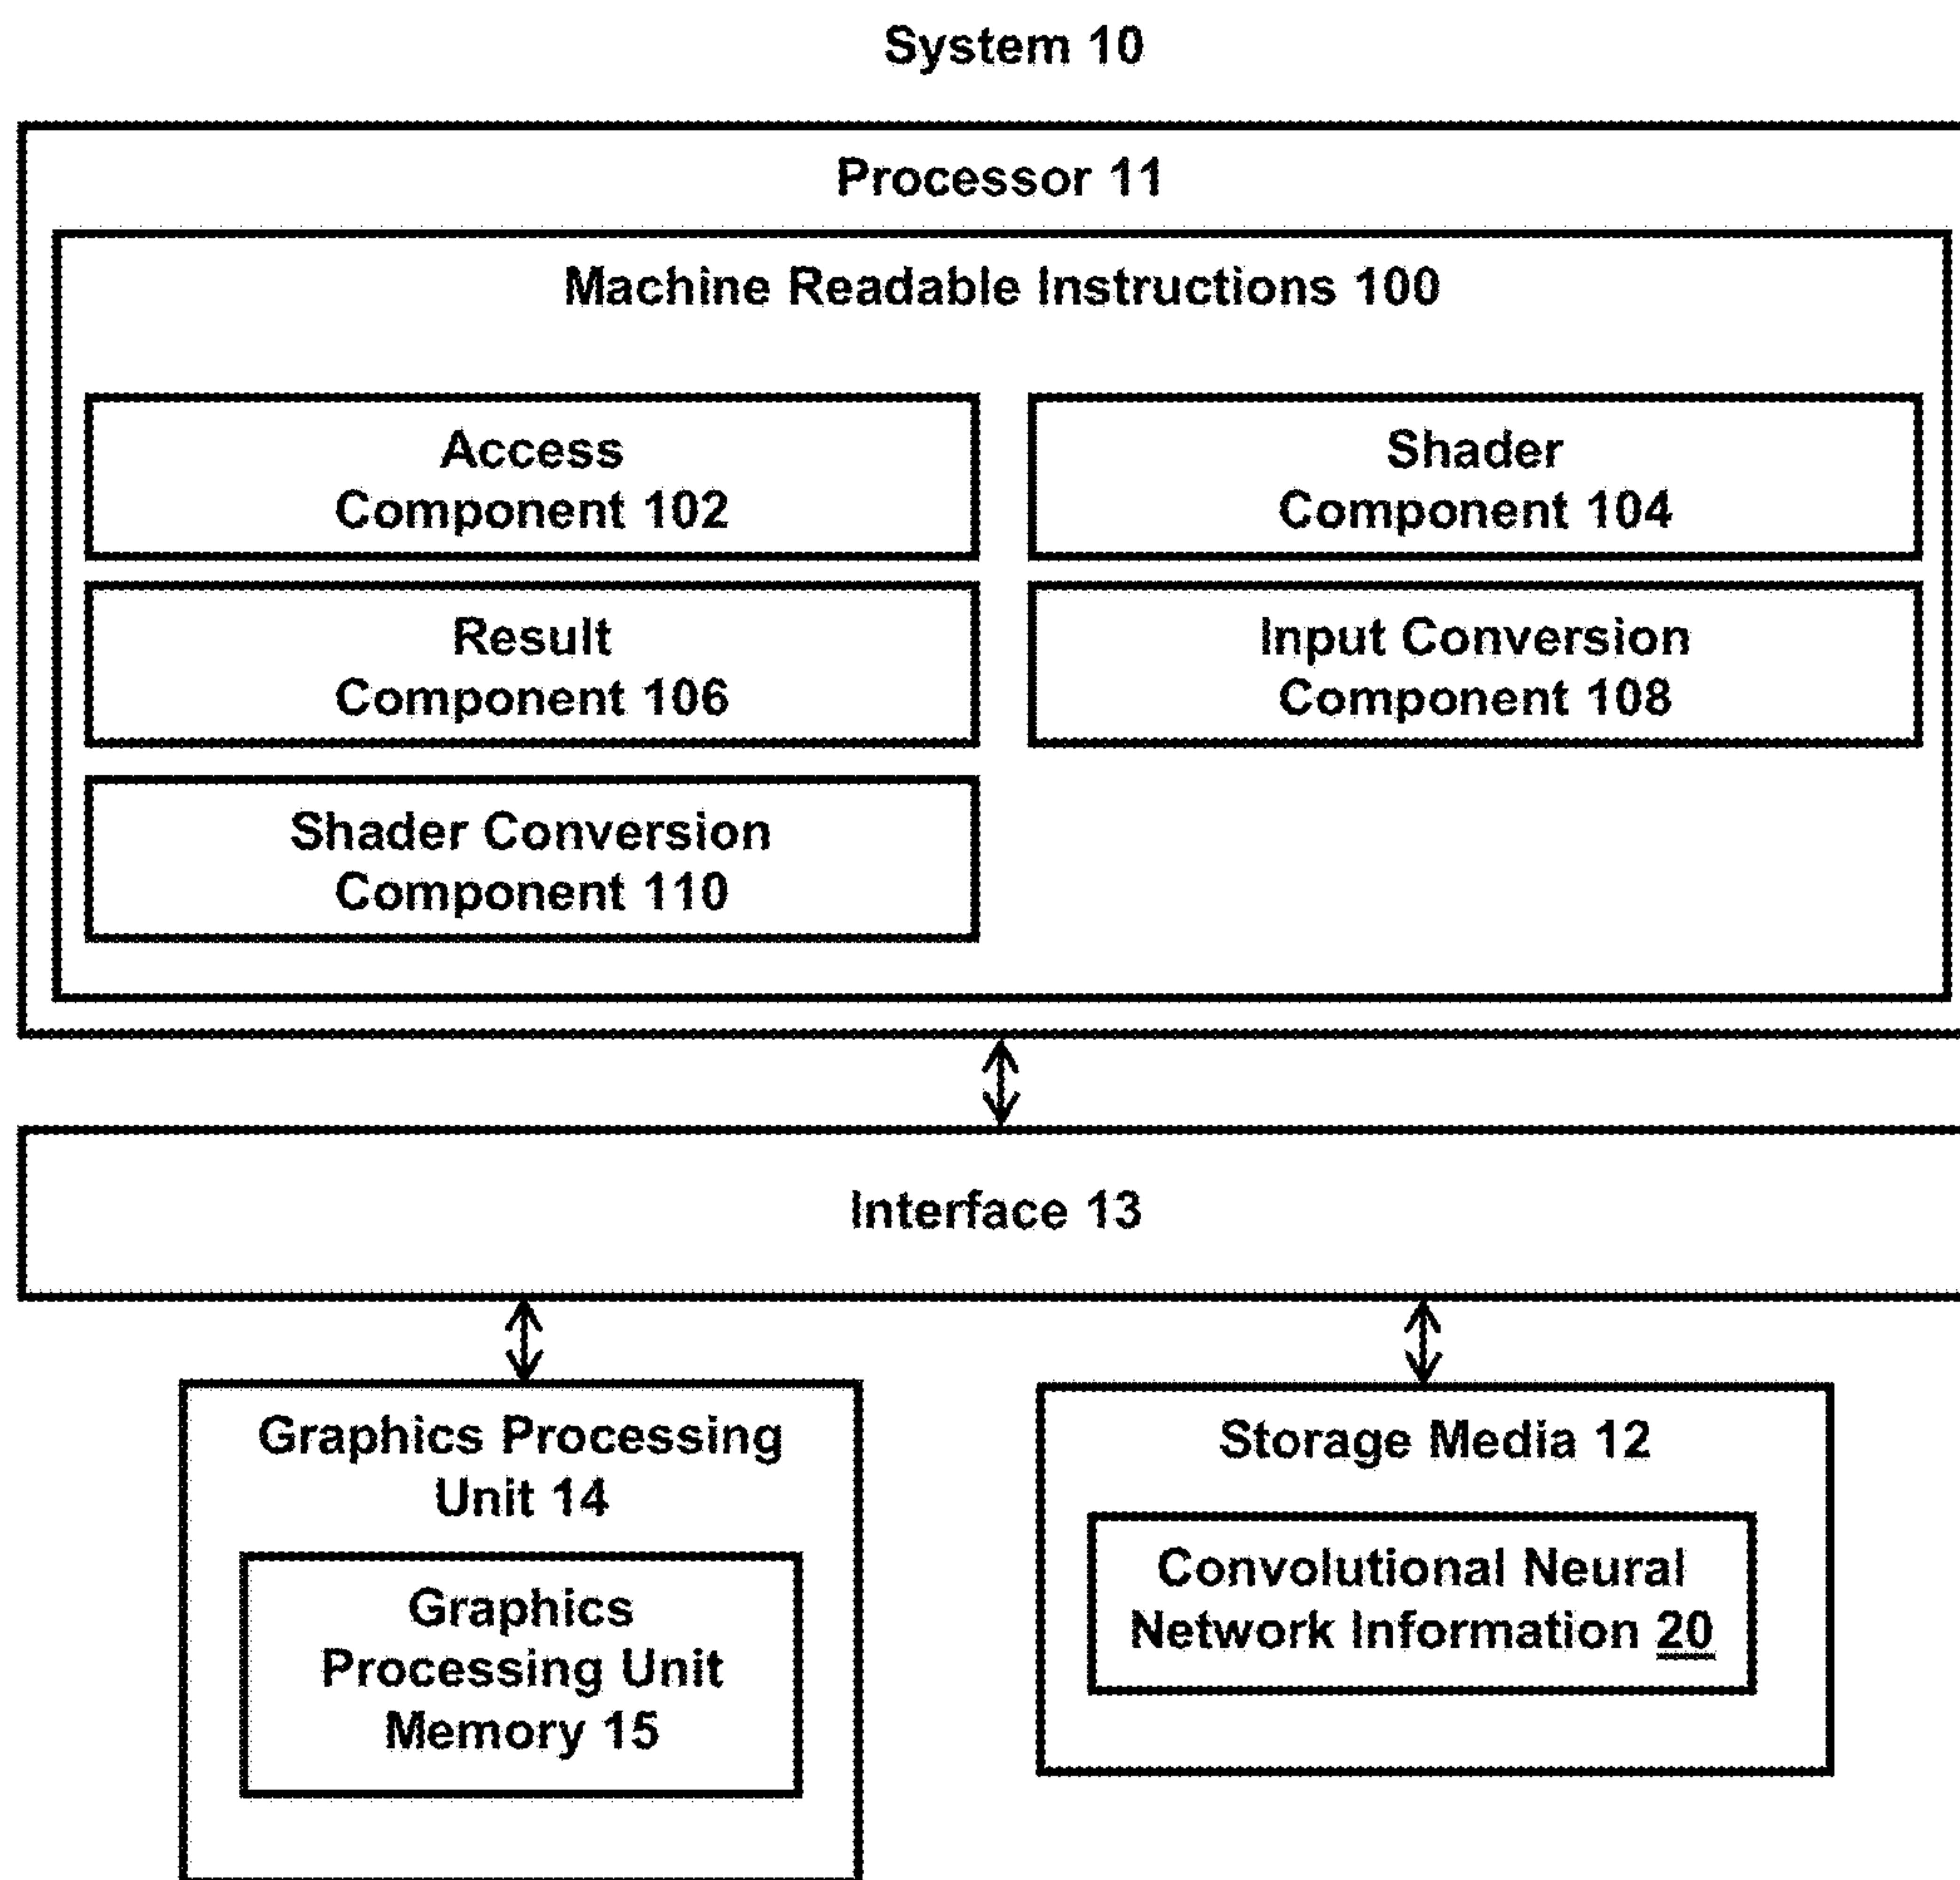 System 10
Processor 11
Machine Readable Instructions 100
Access
Component 102
Shader
Component 104
Result
Component 106
Input Conversion
Component 108
Shader Conversion
Component 110
Interface 13
Graphics Processing
Unit 14
Graphics
Processing Unit
Memory 15
Storage Media 12
Convolutional Neural
Network Information 20